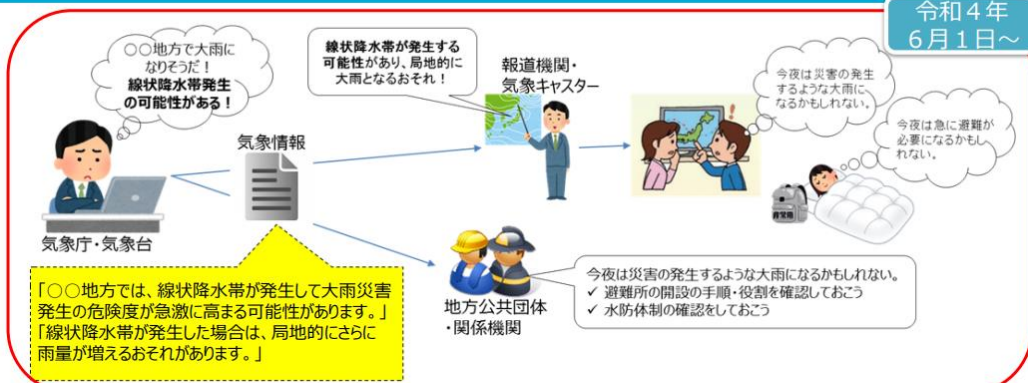 令和4年
6月1日～
○○地方で大雨に
なりそうだ！
線状降水帯発生
の可能性がある！
気象庁・気象台
気象情報
線状降水帯が発生する
可能性があり、局地的に
大雨となるおそれ！
報道機関・
気象キャスター
今夜は災害の発生
するような大雨に
なるかもしれない。
今夜は急に避難が
必要になるかもし
れない。
「○○地方では、線状降水帯が発生して大雨災害
発生の危険度が急激に高まる可能性があります。」
「線状降水帯が発生した場合は、局地的にさらに
雨量が増えるおそれがあります。」
地方公共団体
・関係機関
今夜は災害の発生するような大雨になるかもしれない。
✓ 避難所の開設の手順・役割を確認しておこう
✓ 水防体制の確認をしておこう